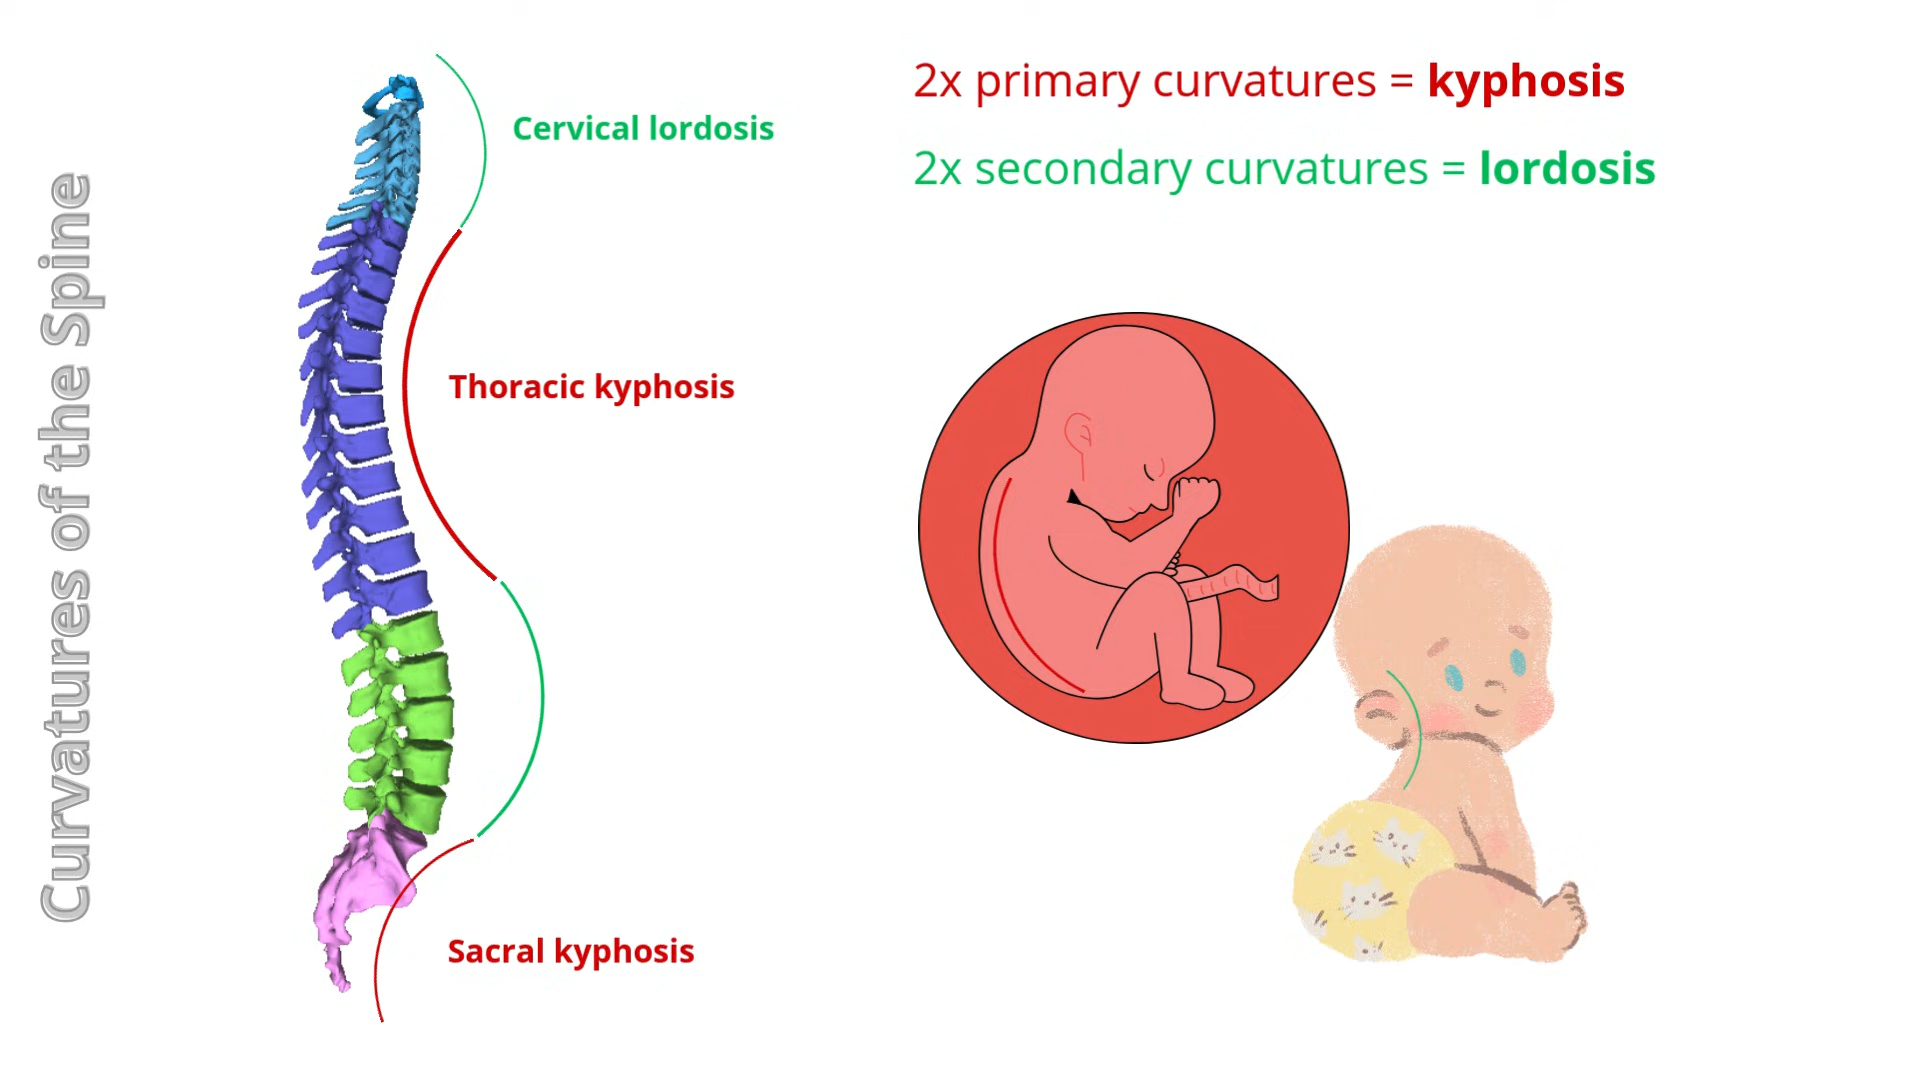 Curvatures of the Spine
Cervical lordosis
Thoracic kyphosis
Sacral kyphosis
2x primary curvatures = kyphosis
2x secondary curvatures = lordosis